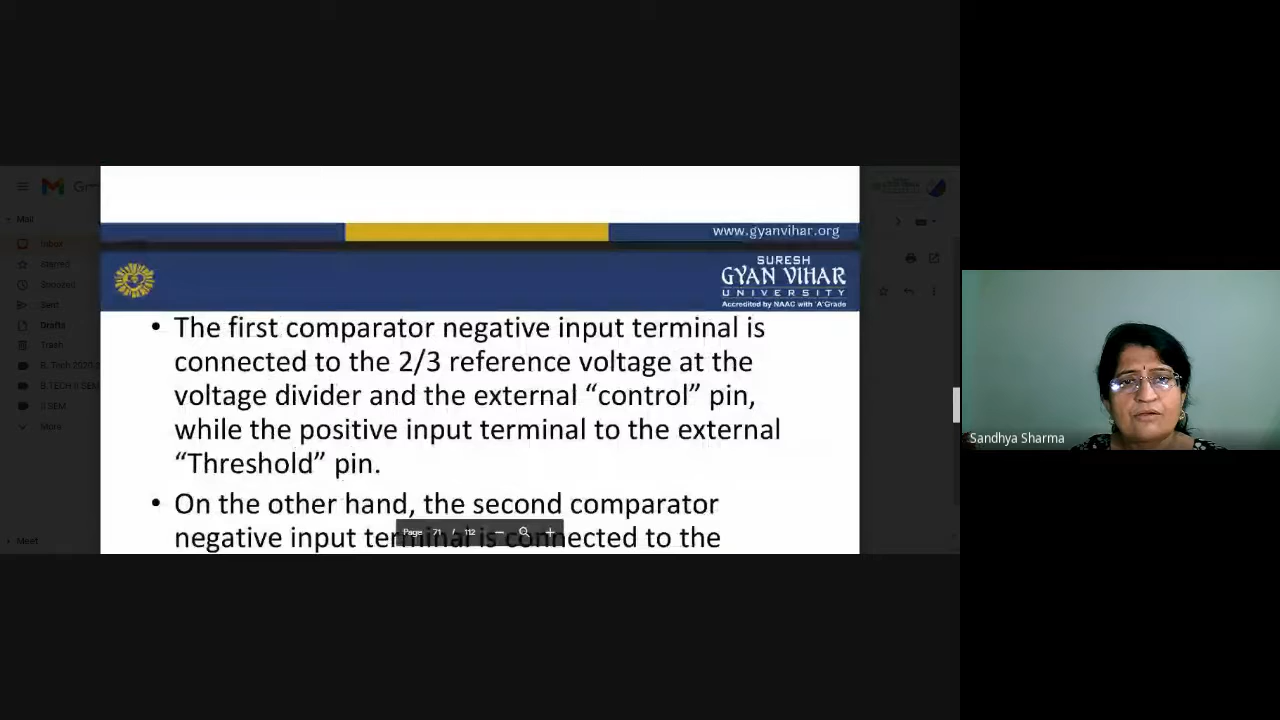 Gr
Mail
Inbox
Starred
Snoozed
Sent
Drafts
Trash
B. Tech 2020
B.TECH II SEM
II SEM
More
Meet
www.gyanvihar.org
SURESH
GYAN VIHAR
UNIVERSITY
Accredited by NAAC with 'A' Grade
• The first comparator negative input terminal is
connected to the 2/3 reference voltage at the
voltage divider and the external “control” pin,
while the positive input terminal to the external
“Threshold” pin.
• On the other hand, the second comparator
negative input terminal is connected to the
Page 71 / 112
Sandhya Sharma